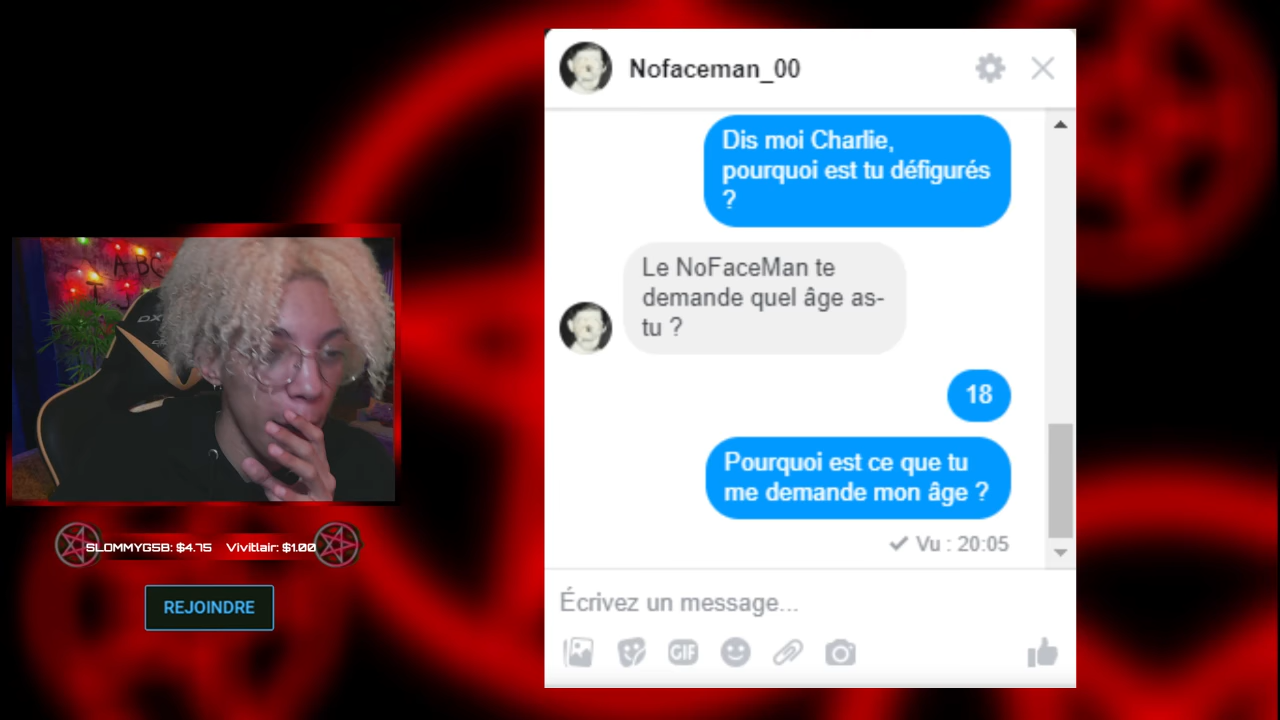 Nofaceman_00
Dis moi Charlie,
pourquoi est tu défigurés
?
Le NoFaceMan te
demande quel âge as-
tu ?
18
Pourquoi est ce que tu
me demande mon âge ?
Vu : 20:05
Écrivez un message...
GIF
A B C
SLOMMYG5B: $4.75 Vivitlair: $1.00
REJOINDRE